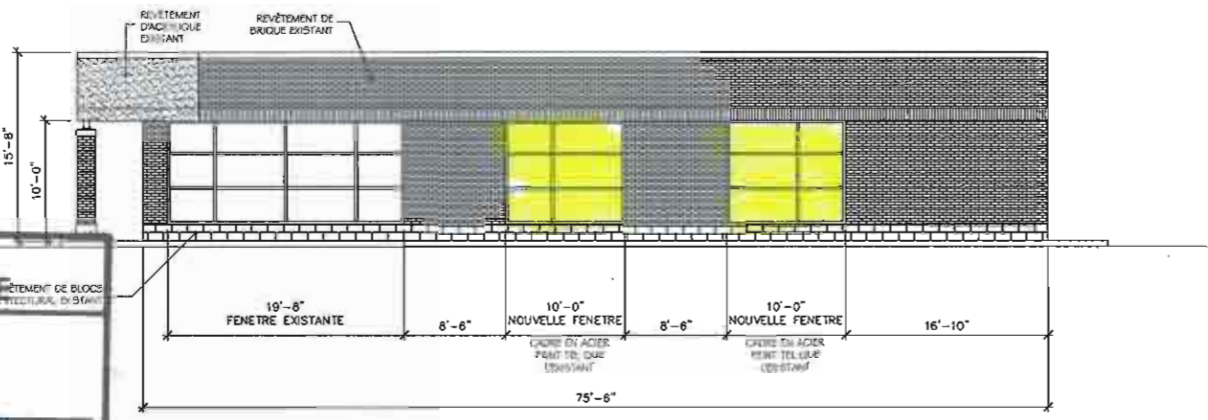 REVÊTEMENT
D'ACRYLIQUE
EXISTANT
REVÊTEMENT DE
BRIQUE EXISTANT
15'-8"
10'-0"
DE BLOCS
19'-8"
FENETRE EXISTANTE
8'-6"
10'-0"
NOUVELLE FENETRE
CADRE EN ACIER
PEINT TEL QUE
L'EXISTANT
8'-6"
10'-0"
NOUVELLE FENETRE
CADRE EN ACIER
PEINT TEL QUE
L'EXISTANT
16'-10"
75'-6"